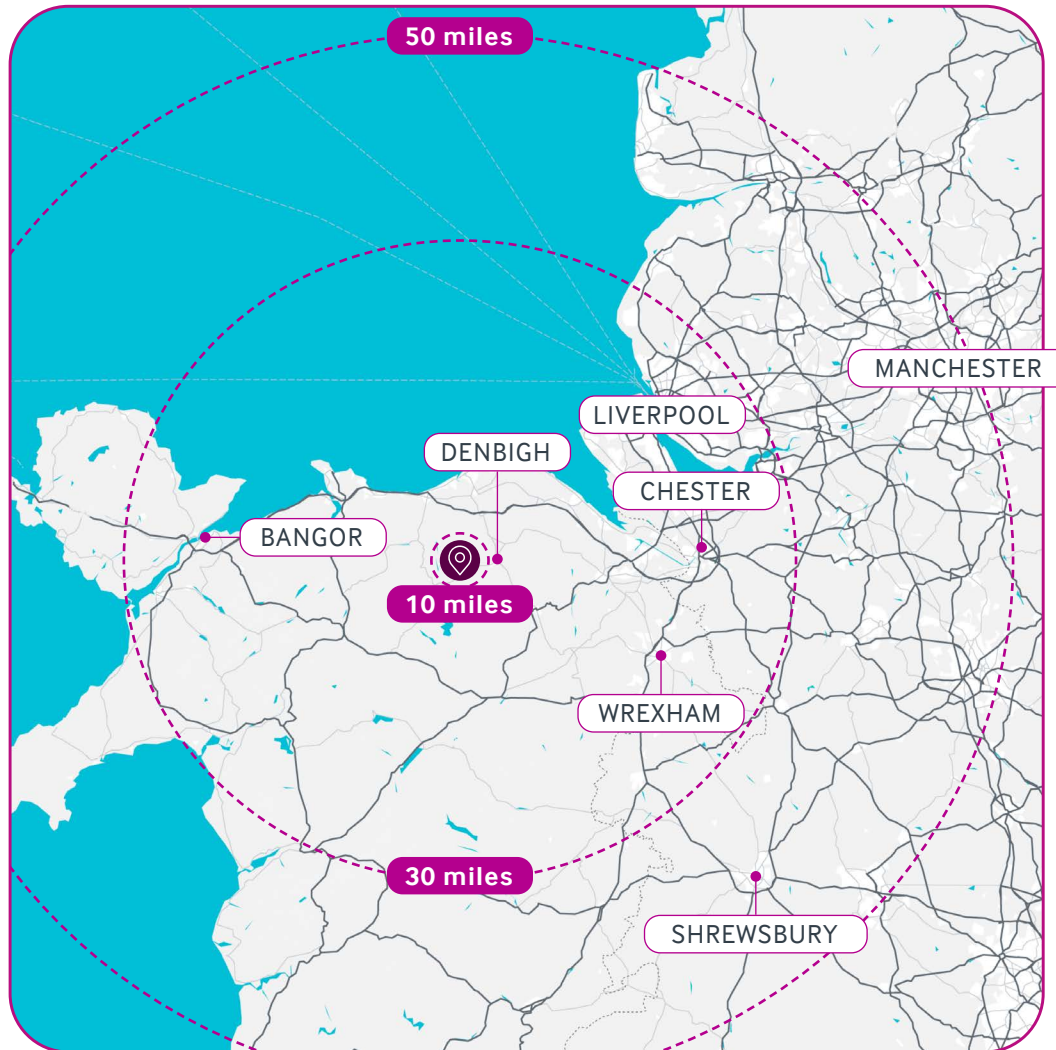 50 miles
MANCHESTER
LIVERPOOL
DENBIGH
CHESTER
BANGOR
10 miles
WREXHAM
30 miles
SHREWSBURY